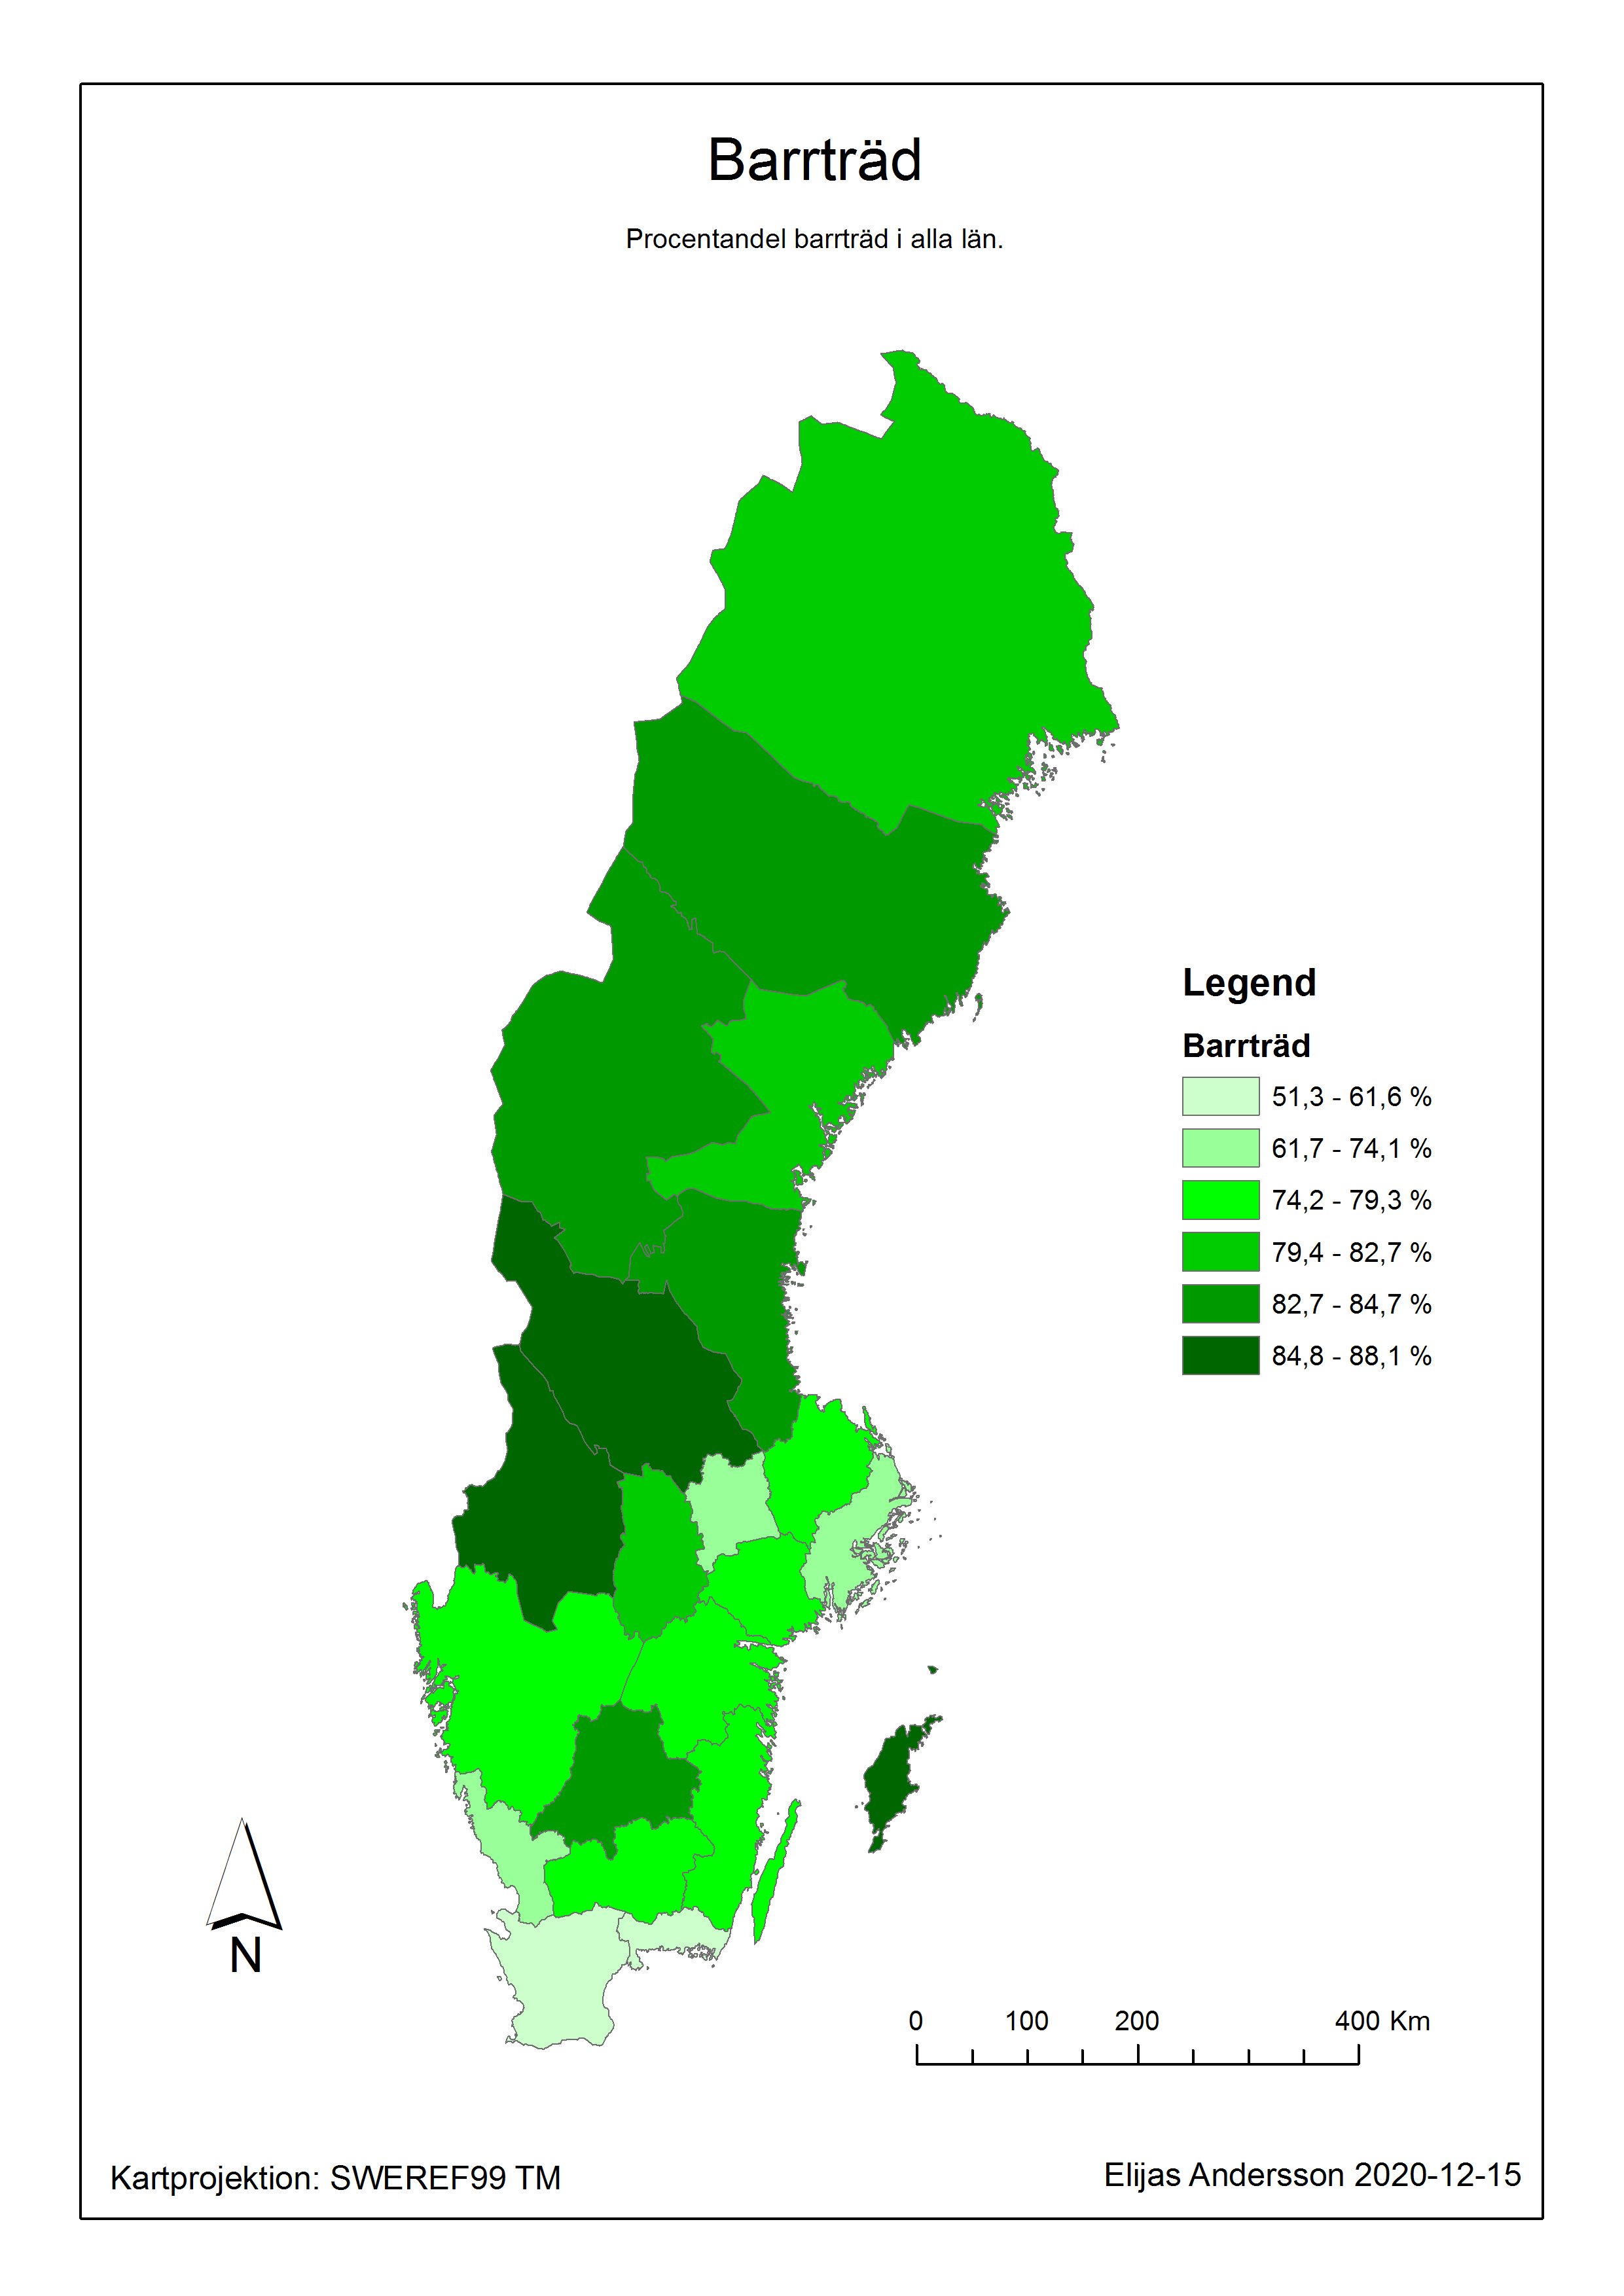 Barrträd
Procentandel barrträd i alla län.
Legend
Barrträd
51,3 - 61,6 %
61,7 - 74,1 %
74,2 - 79,3 %
79,4 - 82,7 %
82,7 - 84,7 %
84,8 - 88,1 %
N
0 100 200 400 Km
Kartprojektion: SWEREF99 TM
Elijas Andersson 2020-12-15